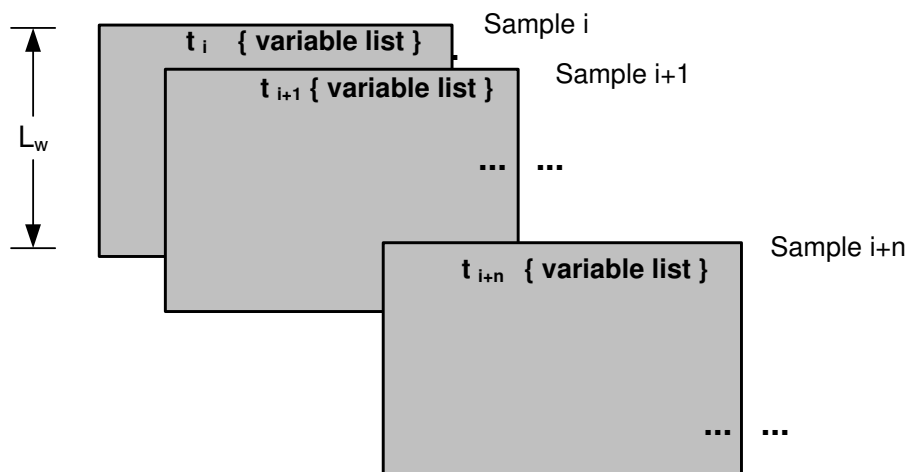 Sample i
t i { variable list }
Sample i+1
t i+1 { variable list }
L w
... ...
Sample i+n
t i+n { variable list }
... ...